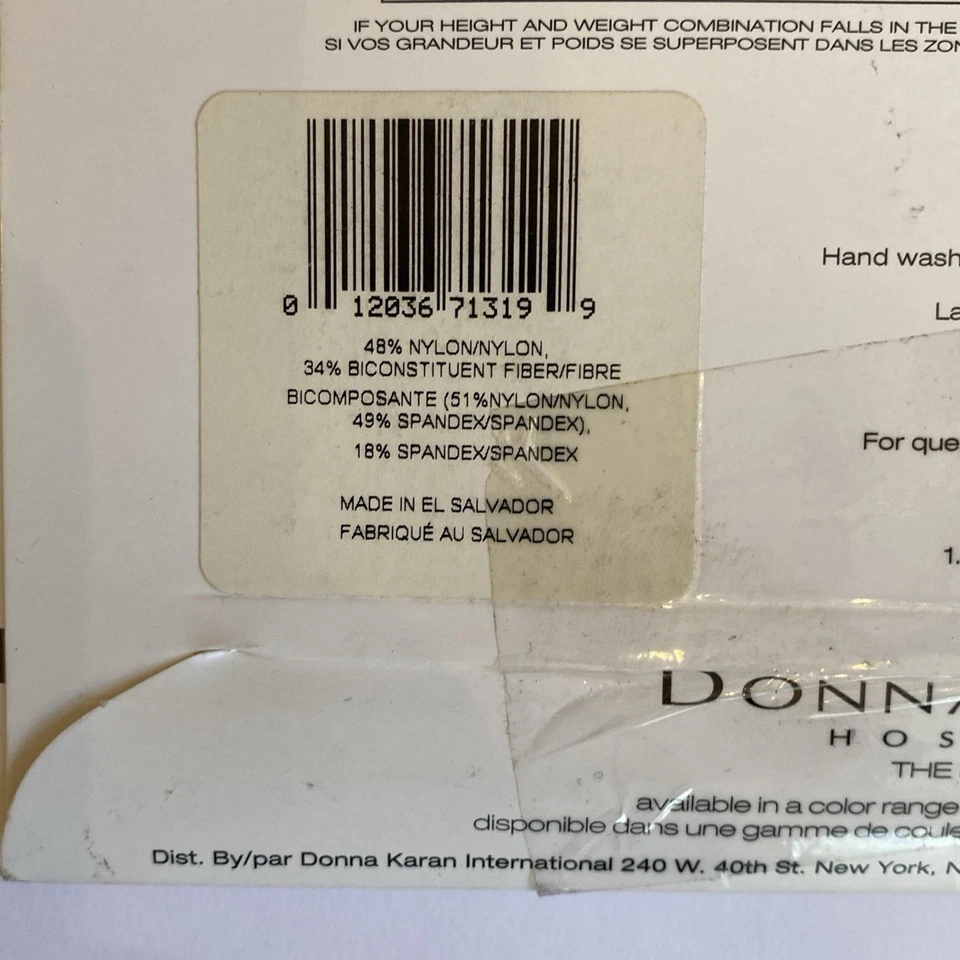 IF YOUR HEIGHT AND WEIGHT COMBINATION FALLS IN THE
SI VOS GRANDEUR ET POIDS SE SUPERPOSENT DANS LES ZON
Hand wash
La
0 12036 71319 9
48% NYLON/NYLON,
34% BICONSTITUENT FIBER/FIBRE
BICOMPOSANTE (51%NYLON/NYLON,
49% SPANDEX/SPANDEX),
18% SPANDEX/SPANDEX
For que
MADE IN EL SALVADOR
FABRIQUÉ AU SALVADOR
1.
DONNA
HOS
THE
available in a color range
disponible dans une gamme de coule
Dist. By/par Donna Karan International 240 W. 40th St. New York, N